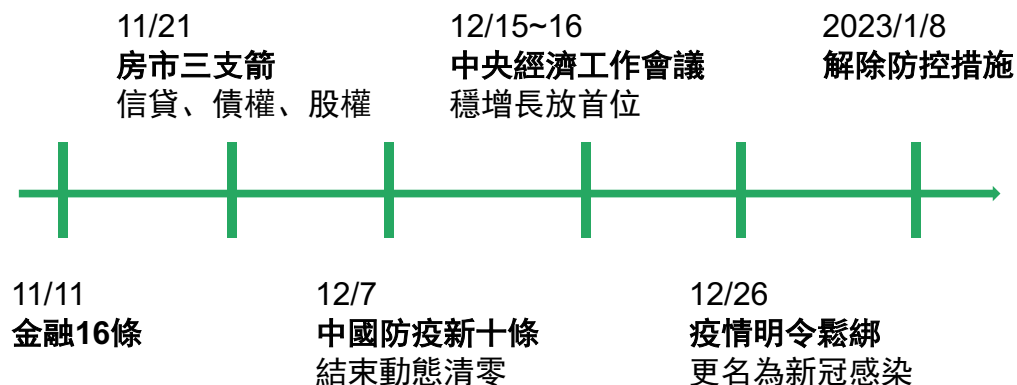 11/21
房市三支箭
信貸、債權、股權
12/15~16
中央經濟工作會議
穩增長放首位
2023/1/8
解除防控措施
11/11
金融16條
12/7
中國防疫新十條
結束動態清零
12/26
疫情明令鬆綁
更名為新冠感染